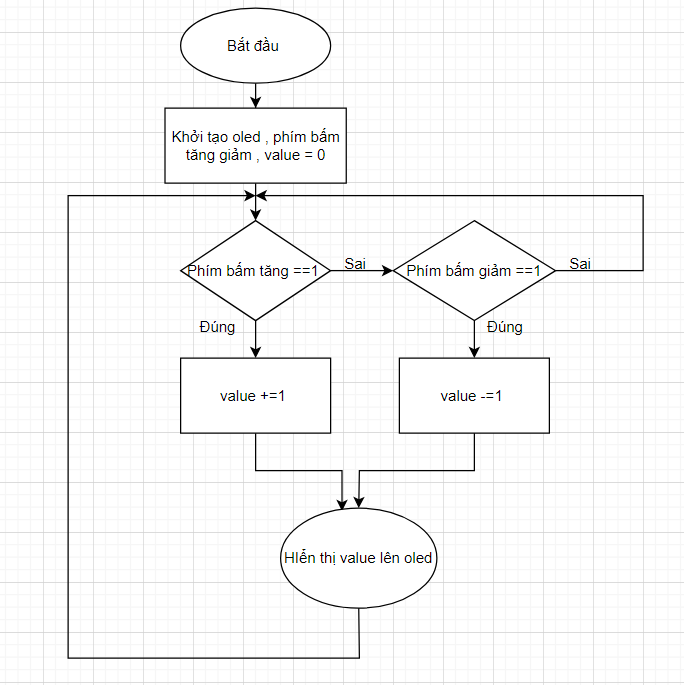 Bắt đầu
Khởi tạo oled , phím bấm
tăng giảm , value = 0
Phím bấm tăng ==1
Sai
Phím bấm giảm ==1
Sai
Đúng
Đúng
value +=1
value -=1
HIển thị value lên oled